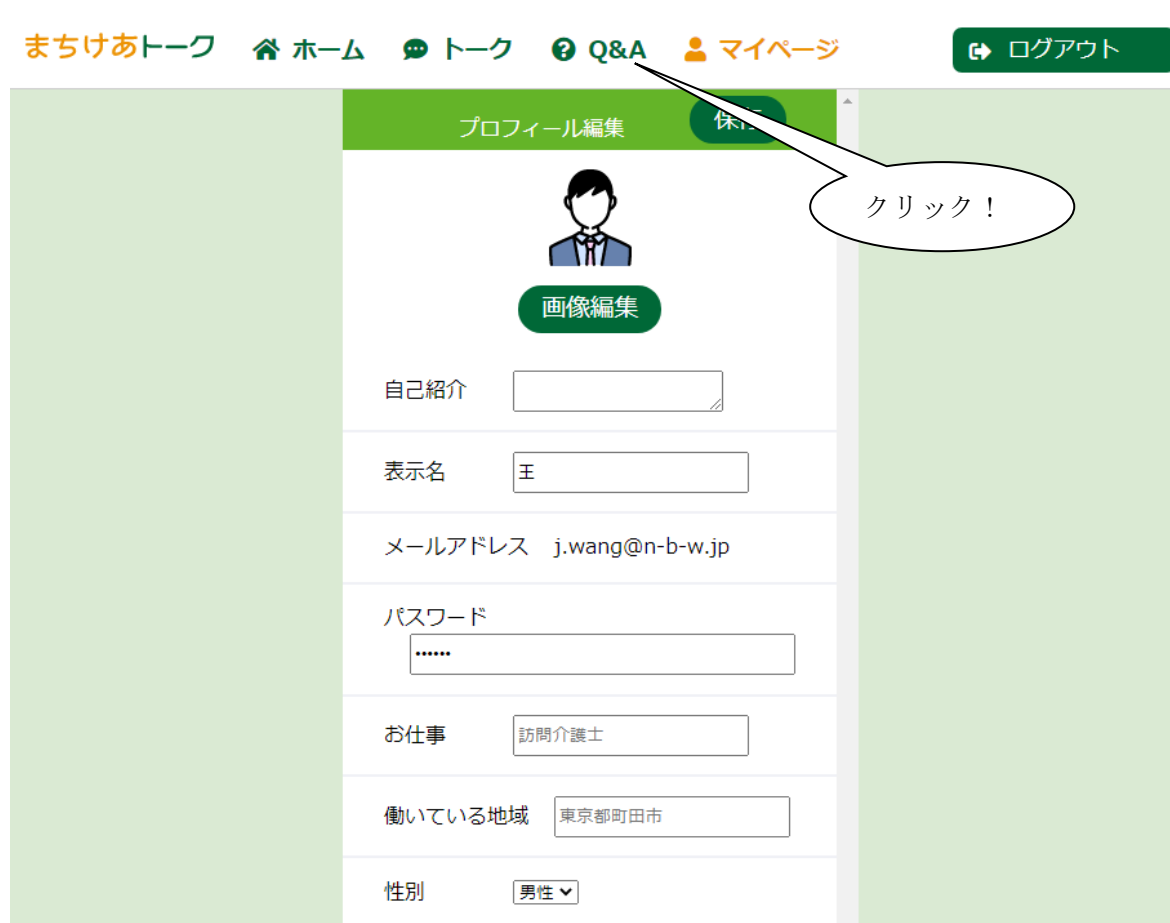 まちけあトーク ホーム トーク Q&A マイページ ログアウト
プロフィール編集
クリック！
画像編集
自己紹介
表示名 王
メールアドレス j.wang@n-b-w.jp
パスワード
••••••
お仕事 訪問介護士
働いている地域 東京都町田市
性別 男性